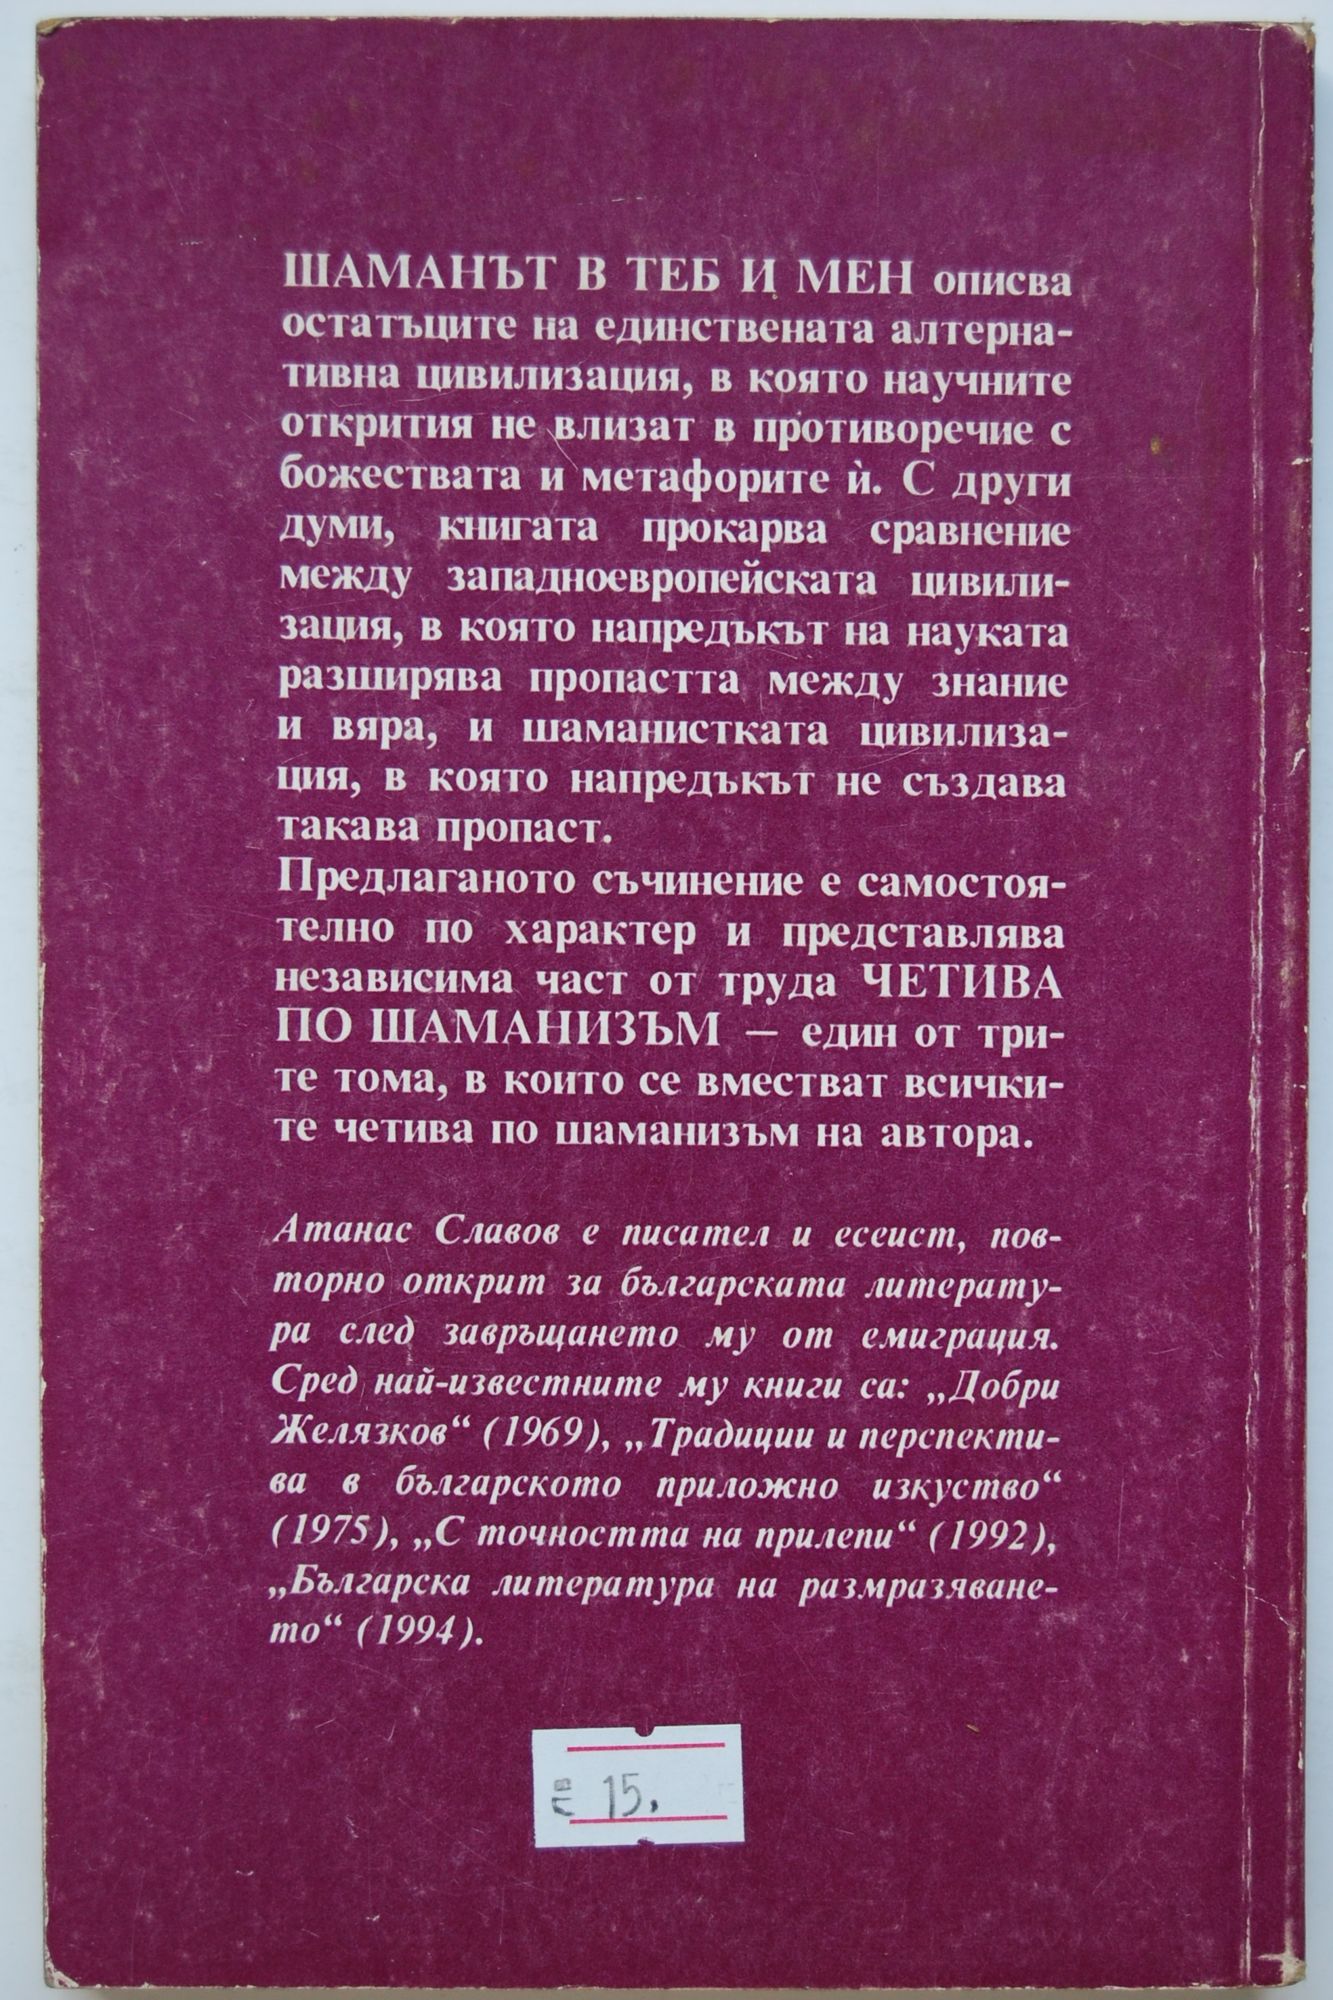 ШАМАНЪТ В ТЕБ И МЕН описва
остатъците на единствената алтерна-
тивна цивилизация, в която научните
открития не влизат в противоречие с
божествата и метафорите ѝ. С други
думи, книгата прокарва сравнение
между западноевропейската цивили-
зация, в която напредъкът на науката
разширява пропастта между знание
и вяра, и шаманистката цивилиза-
ция, в която напредъкът не създава
такава пропаст.
Предлаганото съчинение е самостоя-
телно по характер и представлява
независима част от труда ЧЕТИВА
ПО ШАМАНИЗЪМ — един от три-
те тома, в които се вместват всички-
те четива по шаманизъм на автора.
Атанас Славов е писател и есеист, пов-
торно открит за българската литерату-
ра след завръщането му от емиграция.
Сред най-известните му книги са: „Добри
Желязков“ (1969), „Традиции и перспекти-
ва в българското приложно изкуство“
(1975), „С точността на прилепи“ (1992),
„Българска литература на размразяване-
то“ (1994).
лв 15,